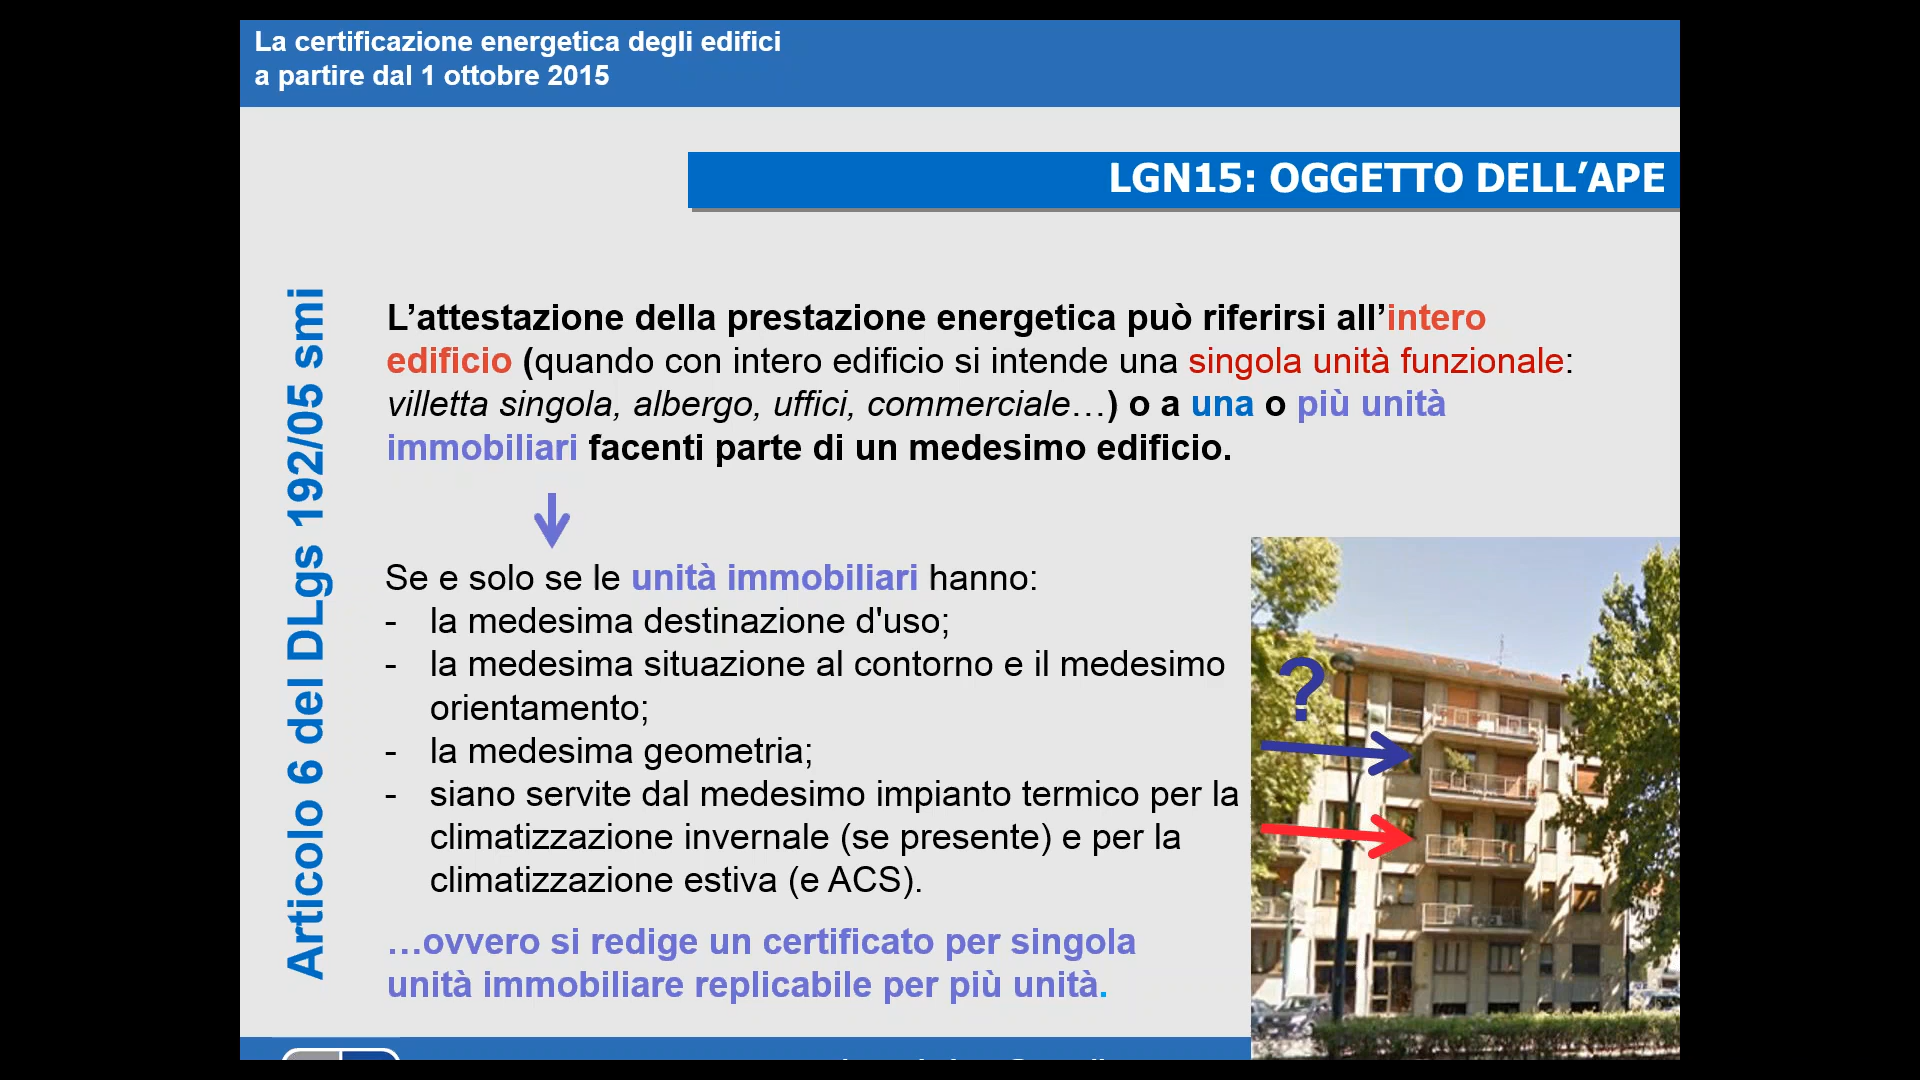 La certificazione energetica degli edifici
a partire dal 1 ottobre 2015
LGN15: OGGETTO DELL’APE
Articolo 6 del DLgs 192/05 smi
L’attestazione della prestazione energetica può riferirsi all’intero
edificio (quando con intero edificio si intende una singola unità funzionale:
villetta singola, albergo, uffici, commerciale…) o a una o più unità
immobiliari facenti parte di un medesimo edificio.
Se e solo se le unità immobiliari hanno:
- la medesima destinazione d'uso;
- la medesima situazione al contorno e il medesimo
orientamento;
- la medesima geometria;
- siano servite dal medesimo impianto termico per la
climatizzazione invernale (se presente) e per la
climatizzazione estiva (e ACS).
…ovvero si redige un certificato per singola
unità immobiliare replicabile per più unità.
?